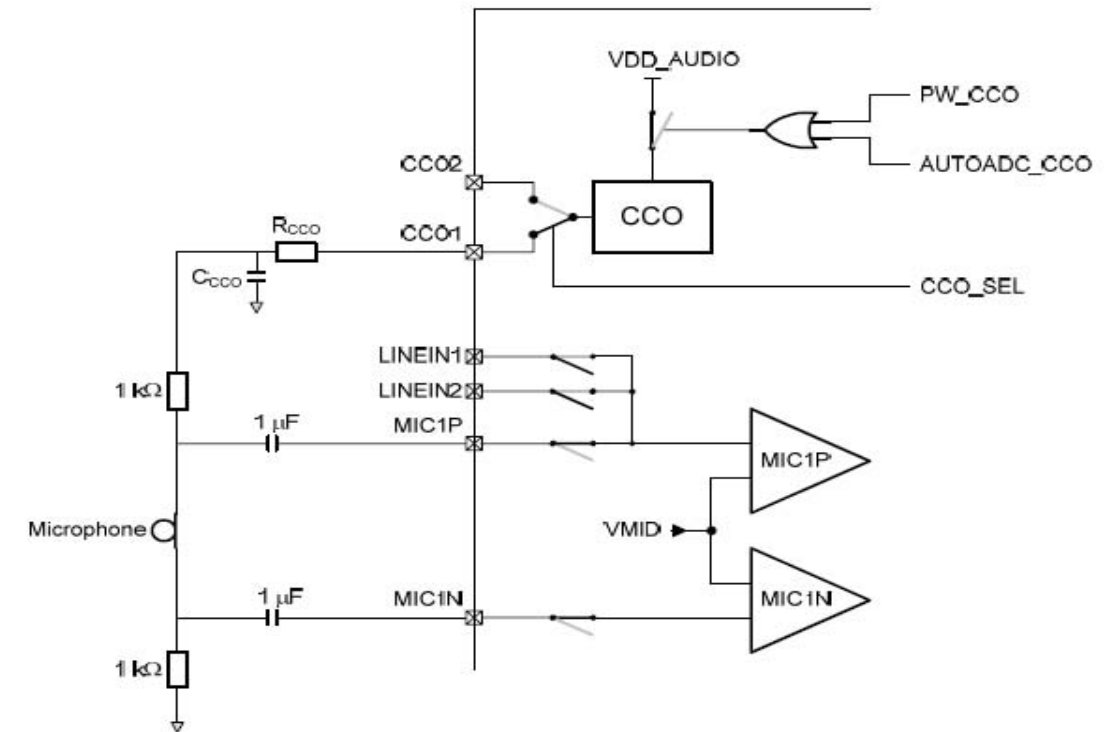 VDD_AUDIO
PW_CCO
AUTOADC_CCO
CCO2
CCO
RCCO
CCO1
CCCO
CCO_SEL
LINEIN1
1 kΩ
LINEIN2
1 µF
MIC1P
MIC1P
Microphone
VMID
1 µF
MIC1N
MIC1N
1 kΩ